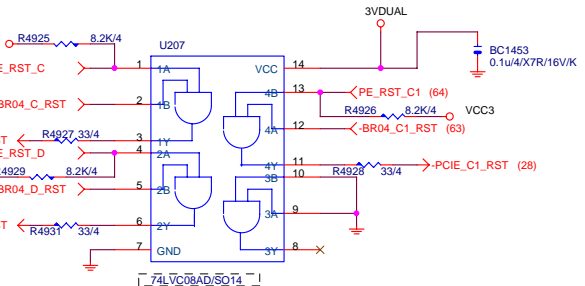 3VDUAL
R4925 8.2K/4
U207
BC1453
0.1u/4/X7R/16V/K
E_RST_C 1 1A VCC 14
4B 13 PE_RST_C1 (64)
BR04_C_RST 2 1B R4926 8.2K/4 VCC3
4A 12 -BR04_C1_RST (63)
R4927 33/4 3 1Y
E_RST_D 4 2A 4Y 11 -PCIE_C1_RST (28)
4929 8.2K/4 3B 10 R4928 33/4
BR04_D_RST 5 2B
3A 9
ST R4931 33/4 6 2Y
7 GND 3Y 8
74LVC08AD/SO14